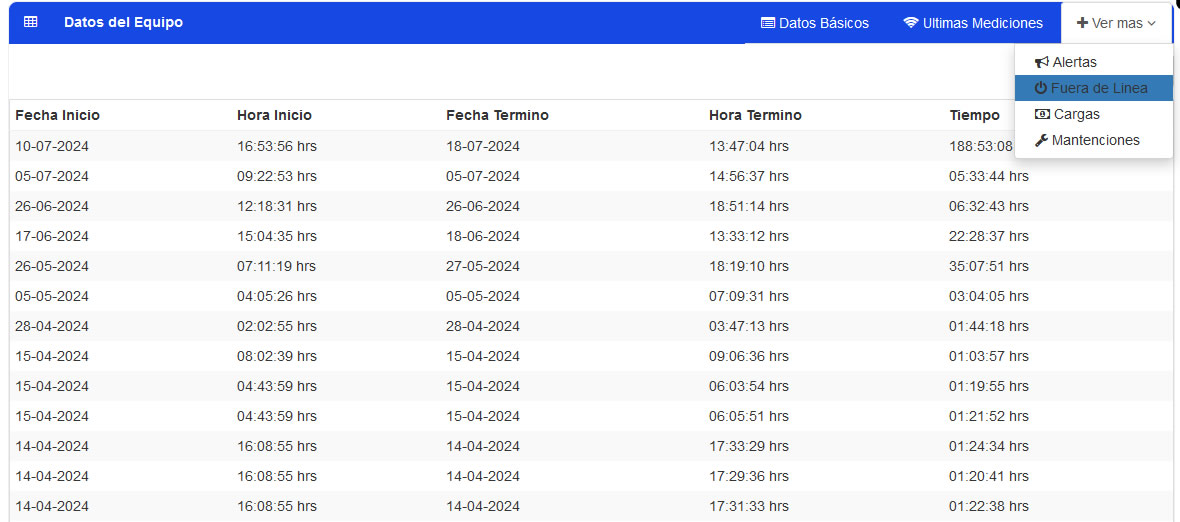 Datos del Equipo Datos Básicos Ultimas Mediciones Ver mas
Alertas
Fuera de Linea
Cargas
Mantenciones
Fecha Inicio Hora Inicio Fecha Termino Hora Termino Tiempo
10-07-2024 16:53:56 hrs 18-07-2024 13:47:04 hrs 188:53:08
05-07-2024 09:22:53 hrs 05-07-2024 14:56:37 hrs 05:33:44 hrs
26-06-2024 12:18:31 hrs 26-06-2024 18:51:14 hrs 06:32:43 hrs
17-06-2024 15:04:35 hrs 18-06-2024 13:33:12 hrs 22:28:37 hrs
26-05-2024 07:11:19 hrs 27-05-2024 18:19:10 hrs 35:07:51 hrs
05-05-2024 04:05:26 hrs 05-05-2024 07:09:31 hrs 03:04:05 hrs
28-04-2024 02:02:55 hrs 28-04-2024 03:47:13 hrs 01:44:18 hrs
15-04-2024 08:02:39 hrs 15-04-2024 09:06:36 hrs 01:03:57 hrs
15-04-2024 04:43:59 hrs 15-04-2024 06:03:54 hrs 01:19:55 hrs
15-04-2024 04:43:59 hrs 15-04-2024 06:05:51 hrs 01:21:52 hrs
14-04-2024 16:08:55 hrs 14-04-2024 17:33:29 hrs 01:24:34 hrs
14-04-2024 16:08:55 hrs 14-04-2024 17:29:36 hrs 01:20:41 hrs
14-04-2024 16:08:55 hrs 14-04-2024 17:31:33 hrs 01:22:38 hrs